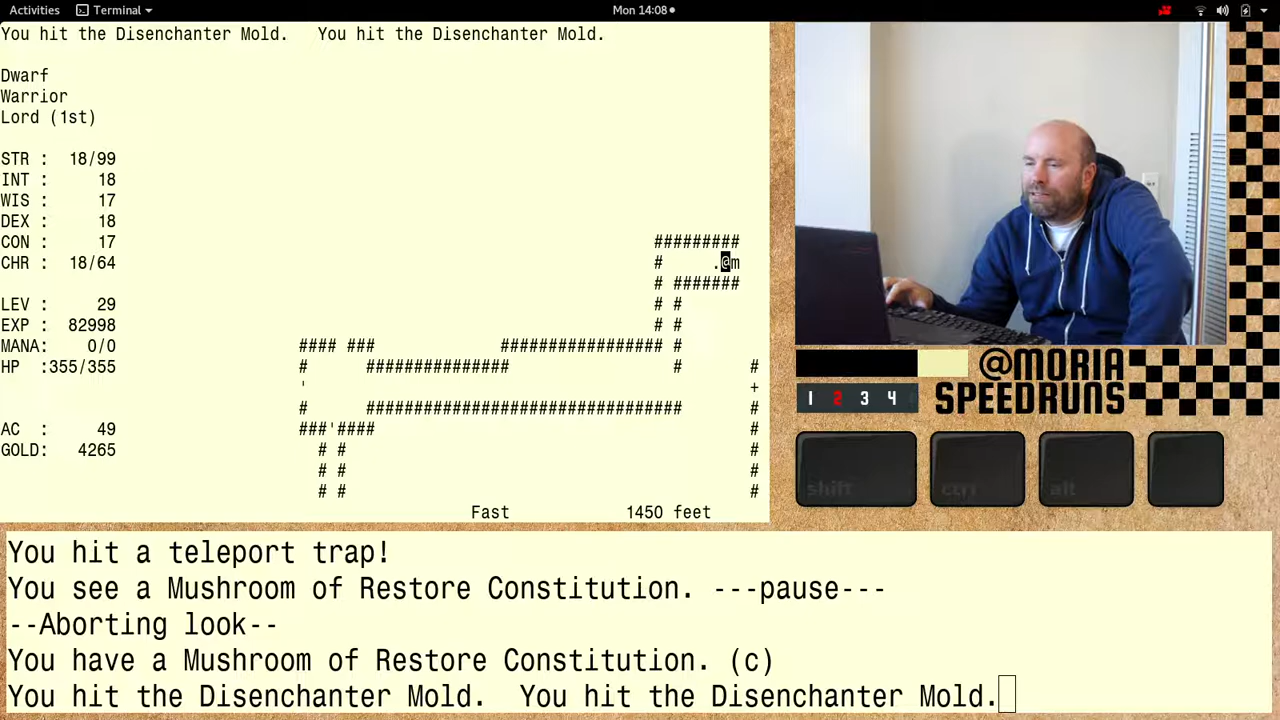 Activities Terminal Mon 14:08
You hit the Disenchanter Mold. You hit the Disenchanter Mold.
Dwarf
Warrior
Lord (1st)
STR : 18/99
INT : 18
WIS : 17
DEX : 18
CON : 17
CHR : 18/64
LEV : 29
EXP : 82998
MANA: 0/0
HP :355/355
AC : 49
GOLD: 4265
#########
# .@m
# #######
# #
# #
#### ### ################# #
# ############### # #
' +
# ################################# #
###'#### #
# # #
# # #
# # #
Fast 1450 feet
@MORIA
1 2 3 4 SPEEDRUNS
shift ctrl alt
You hit a teleport trap!
You see a Mushroom of Restore Constitution. ---pause---
--Aborting look--
You have a Mushroom of Restore Constitution. (c)
You hit the Disenchanter Mold. You hit the Disenchanter Mold.